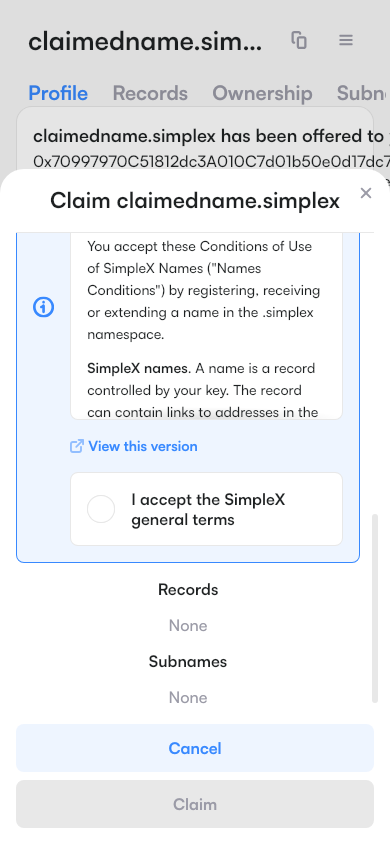 claimedname.sim...
Profile Records Ownership Subn
claimedname.simplex has been offered to
0x70997970C51812dc3A010C7d01b50e0d17dc7
Claim claimedname.simplex
You accept these Conditions of Use
of SimpleX Names ("Names
Conditions") by registering, receiving
or extending a name in the .simplex
namespace.
SimpleX names. A name is a record
controlled by your key. The record
can contain links to addresses in the
View this version
I accept the SimpleX
general terms
Records
None
Subnames
None
Cancel
Claim